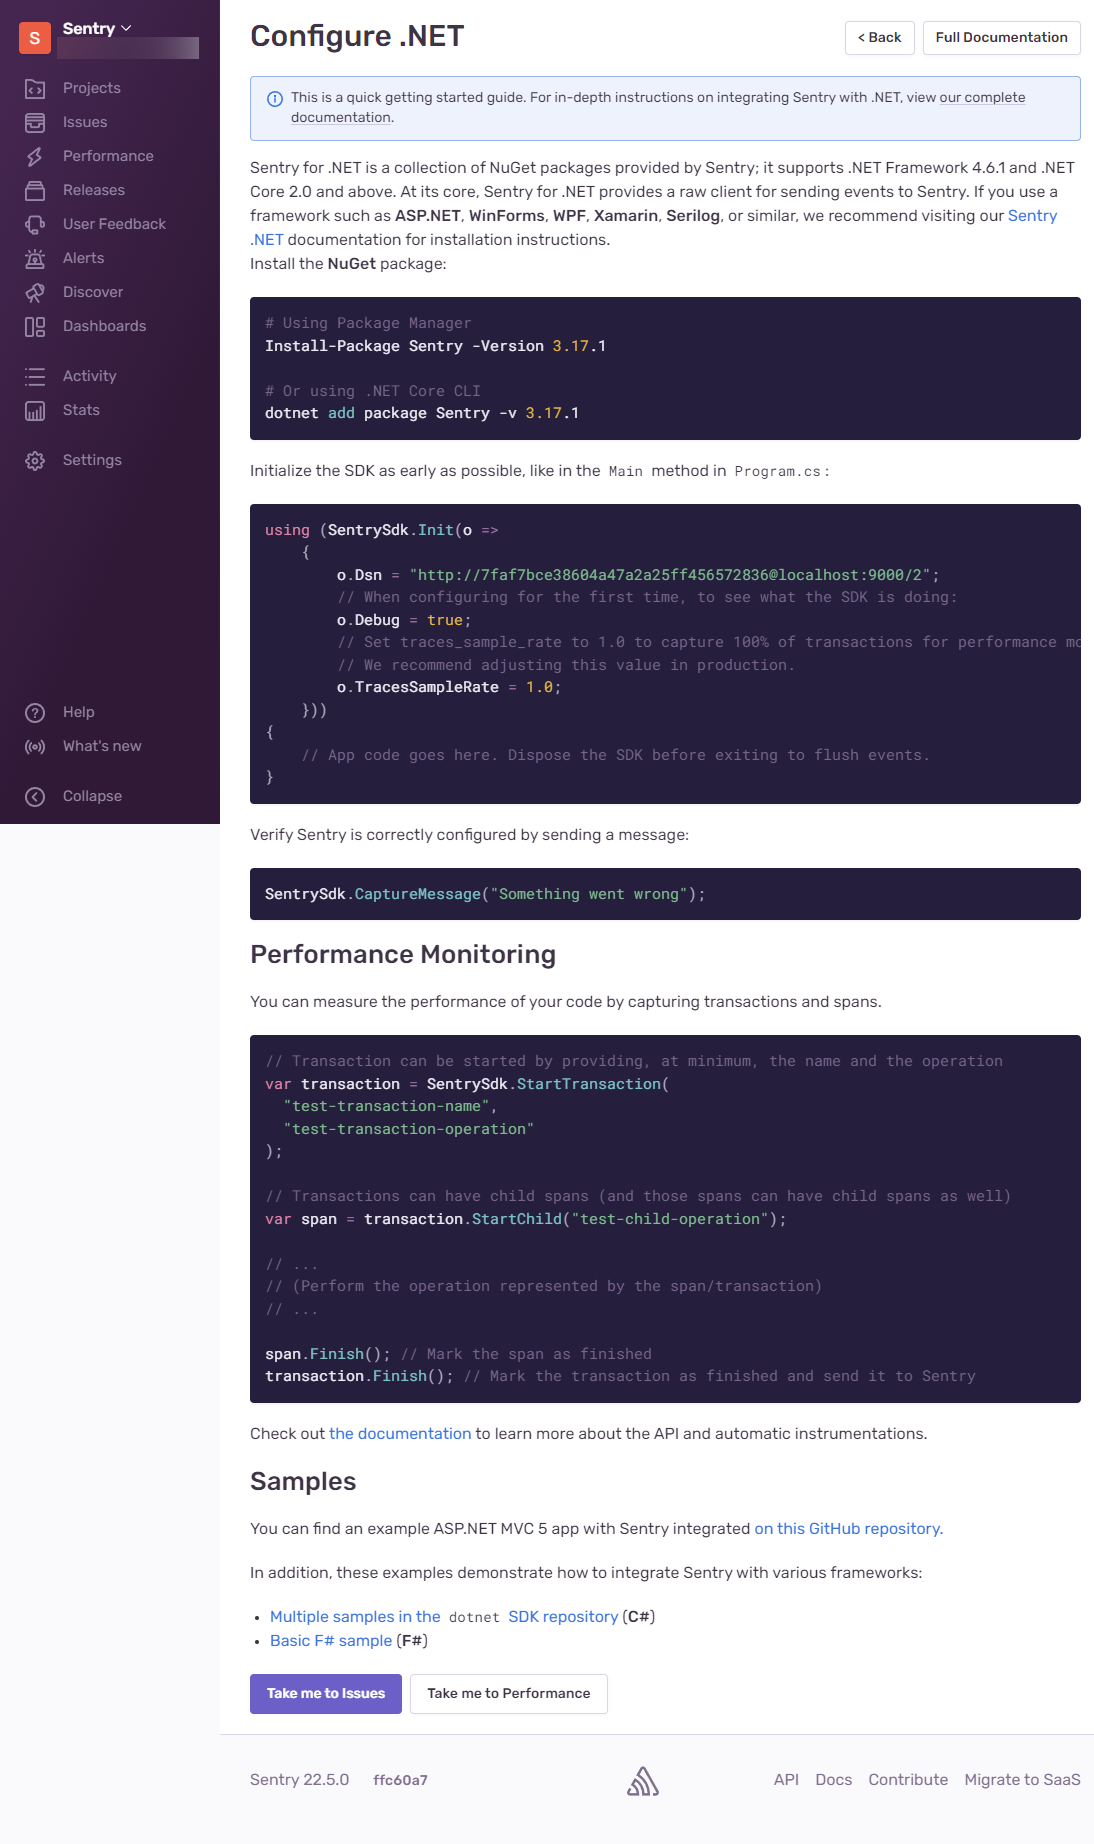 S
Sentry
Projects
Issues
Performance
Releases
User Feedback
Alerts
Discover
Dashboards
Activity
Stats
Settings
Help
What's new
Collapse
Configure .NET
< Back
Full Documentation
This is a quick getting started guide. For in-depth instructions on integrating Sentry with .NET, view our complete
documentation.
Sentry for .NET is a collection of NuGet packages provided by Sentry; it supports .NET Framework 4.6.1 and .NET
Core 2.0 and above. At its core, Sentry for .NET provides a raw client for sending events to Sentry. If you use a
framework such as ASP.NET, WinForms, WPF, Xamarin, Serilog, or similar, we recommend visiting our Sentry
.NET documentation for installation instructions.
Install the NuGet package:
# Using Package Manager
Install-Package Sentry -Version 3.17.1
# Or using .NET Core CLI
dotnet add package Sentry -v 3.17.1
Initialize the SDK as early as possible, like in the Main method in Program.cs:
using (SentrySdk.Init(o =>
{
o.Dsn = "http://7faf7bce38604a47a2a25ff456572836@localhost:9000/2";
// When configuring for the first time, to see what the SDK is doing:
o.Debug = true;
// Set traces_sample_rate to 1.0 to capture 100% of transactions for performance mo
// We recommend adjusting this value in production.
o.TracesSampleRate = 1.0;
}))
{
// App code goes here. Dispose the SDK before exiting to flush events.
}
Verify Sentry is correctly configured by sending a message:
SentrySdk.CaptureMessage("Something went wrong");
Performance Monitoring
You can measure the performance of your code by capturing transactions and spans.
// Transaction can be started by providing, at minimum, the name and the operation
var transaction = SentrySdk.StartTransaction(
"test-transaction-name",
"test-transaction-operation"
);
// Transactions can have child spans (and those spans can have child spans as well)
var span = transaction.StartChild("test-child-operation");
// ...
// (Perform the operation represented by the span/transaction)
// ...
span.Finish(); // Mark the span as finished
transaction.Finish(); // Mark the transaction as finished and send it to Sentry
Check out the documentation to learn more about the API and automatic instrumentations.
Samples
You can find an example ASP.NET MVC 5 app with Sentry integrated on this GitHub repository.
In addition, these examples demonstrate how to integrate Sentry with various frameworks:
• Multiple samples in the dotnet SDK repository (C#)
• Basic F# sample (F#)
Take me to Issues
Take me to Performance
Sentry 22.5.0 ffc60a7
API Docs Contribute Migrate to SaaS